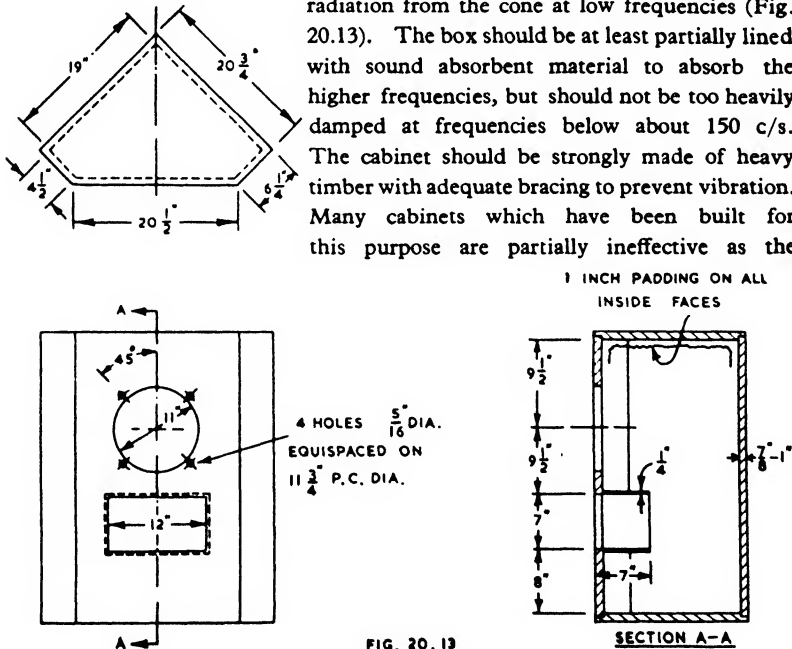 radiation from the cone at low frequencies (Fig.
20.13). The box should be at least partially lined
with sound absorbent material to absorb the
higher frequencies, but should not be too heavily
damped at frequencies below about 150 c/s.
The cabinet should be strongly made of heavy
timber with adequate bracing to prevent vibration.
Many cabinets which have been built for
this purpose are partially ineffective as the
19"
20 3/4"
4 1/2"
6 1/4"
20 1/2"
1 INCH PADDING ON ALL
INSIDE FACES
A
45°
11"
12"
A
4 HOLES 5/16" DIA.
EQUISPACED ON
11 3/4" P.C. DIA.
9 1/2"
9 1/2"
7"
8"
1/4"
7/8"-1"
7"
FIG. 20.13
SECTION A-A